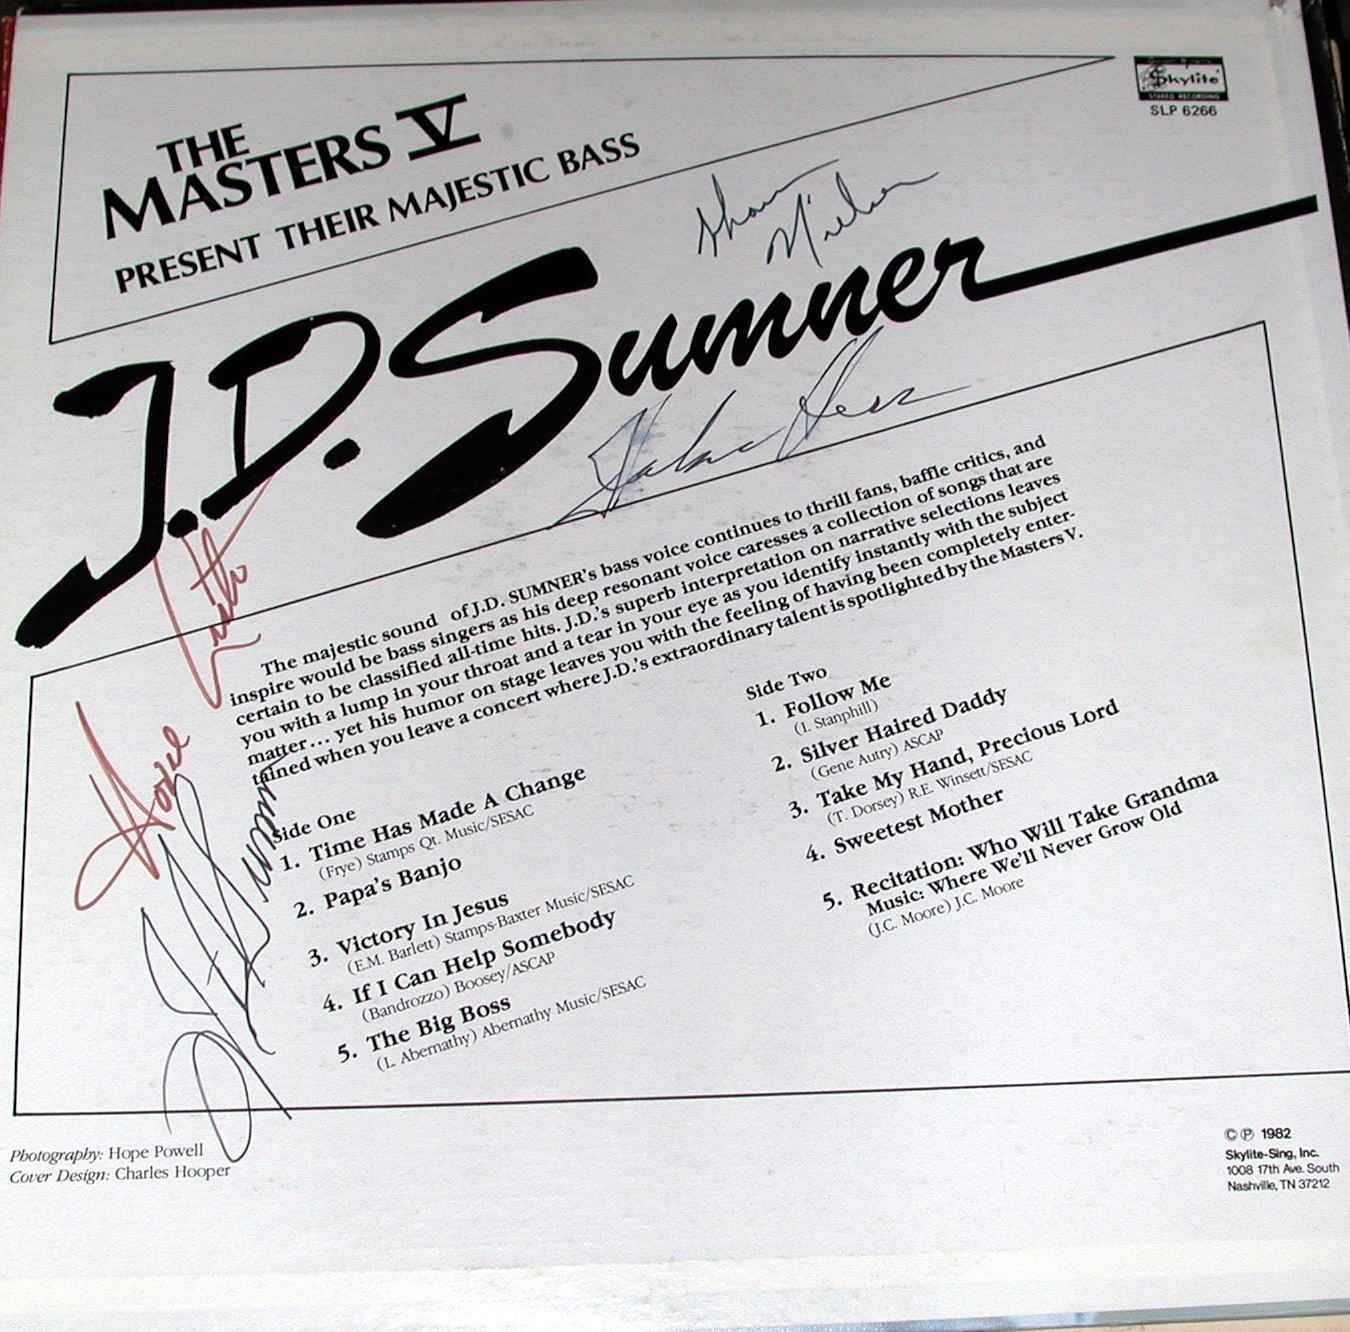 Skylite
STEREO RECORDING
SLP 6266
THE
MASTERS V
PRESENT THEIR MAJESTIC BASS
Shaun
Nielsen
J.D. Sumner
Jake Hess
Hovie Lister
J D Sumner
The majestic sound of J.D. SUMNER's bass voice continues to thrill fans, baffle critics, and
inspire would be bass singers as his deep resonant voice caresses a collection of songs that are
certain to be classified all-time hits. J.D.'s superb interpretation on narrative selections leaves
you with a lump in your throat and a tear in your eye as you identify instantly with the subject
matter... yet his humor on stage leaves you with the feeling of having been completely enter-
tained when you leave a concert where J.D.'s extraordinary talent is spotlighted by the Masters V.
Side One
1. Time Has Made A Change
(Frye) Stamps Qt. Music/SESAC
2. Papa's Banjo
3. Victory In Jesus
(E.M. Barlett) Stamps-Baxter Music/SESAC
4. If I Can Help Somebody
(Bandrozzo) Boosey/ASCAP
5. The Big Boss
(L. Abernathy) Abernathy Music/SESAC
Side Two
1. Follow Me
(I. Stanphill)
2. Silver Haired Daddy
(Gene Autry) ASCAP
3. Take My Hand, Precious Lord
(T. Dorsey) R.E. Winsett/SESAC
4. Sweetest Mother
5. Recitation: Who Will Take Grandma
Music: Where We'll Never Grow Old
(J.C. Moore) J.C. Moore
Photography: Hope Powell
Cover Design: Charles Hooper
© ℗ 1982
Skylite-Sing, Inc.
1008 17th Ave. South
Nashville, TN 37212